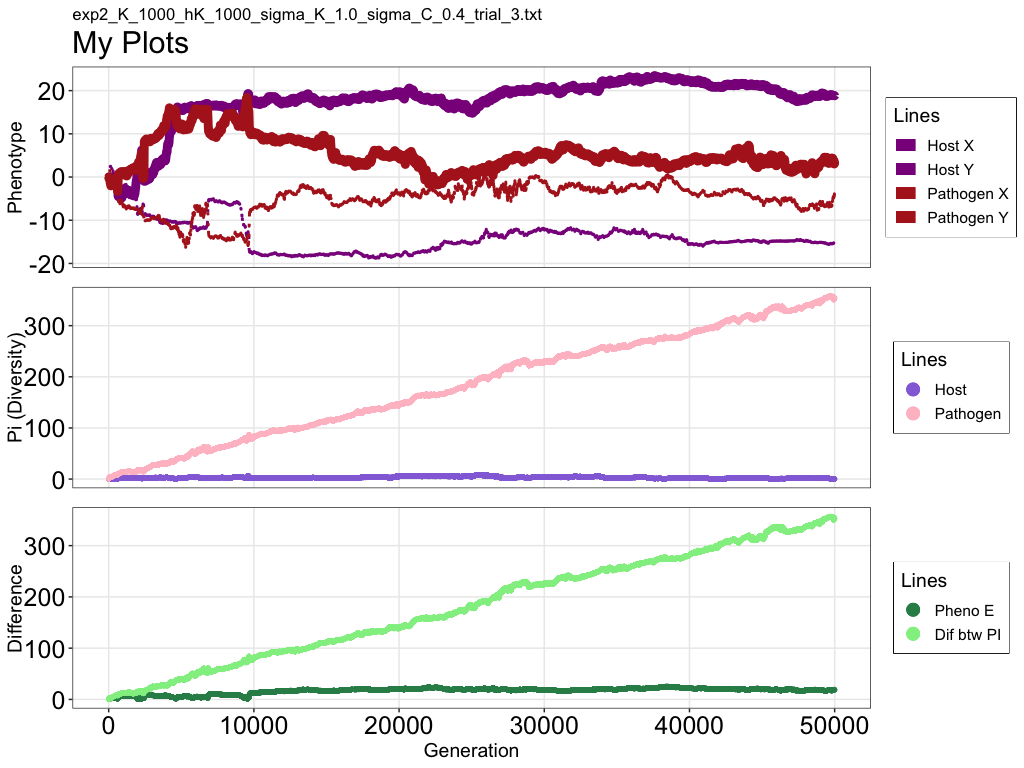 exp2_K_1000_hK_1000_sigma_K_1.0_sigma_C_0.4_trial_3.txt
My Plots
Phenotype
20
10
0
-10
-20
Lines
Host X
Host Y
Pathogen X
Pathogen Y
Pi (Diversity)
300
200
100
0
Lines
Host
Pathogen
Difference
300
200
100
0
Lines
Pheno E
Dif btw PI
0 10000 20000 30000 40000 50000
Generation